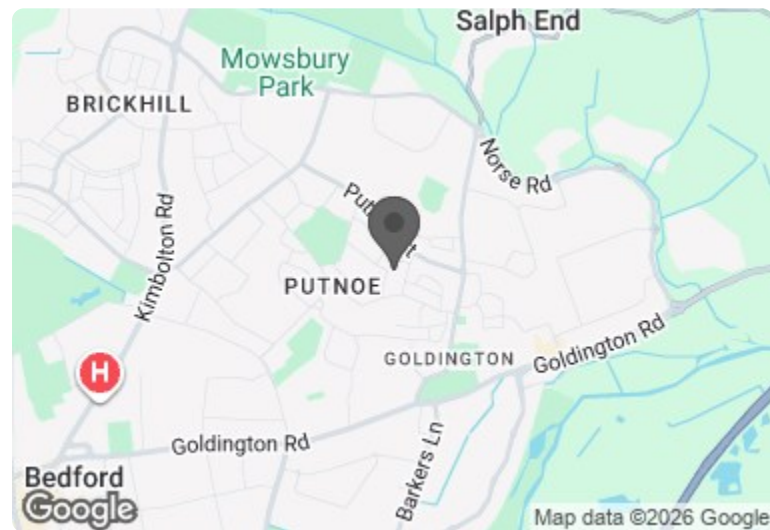 Salph End
Mowsbury
Park
BRICKHILL
Norse Rd
Kimbolton Rd
PUTNOE
GOLDINGTON
Goldington Rd
H
Goldington Rd
Barkers Ln
Bedford
Google
Map data ©2026 Google